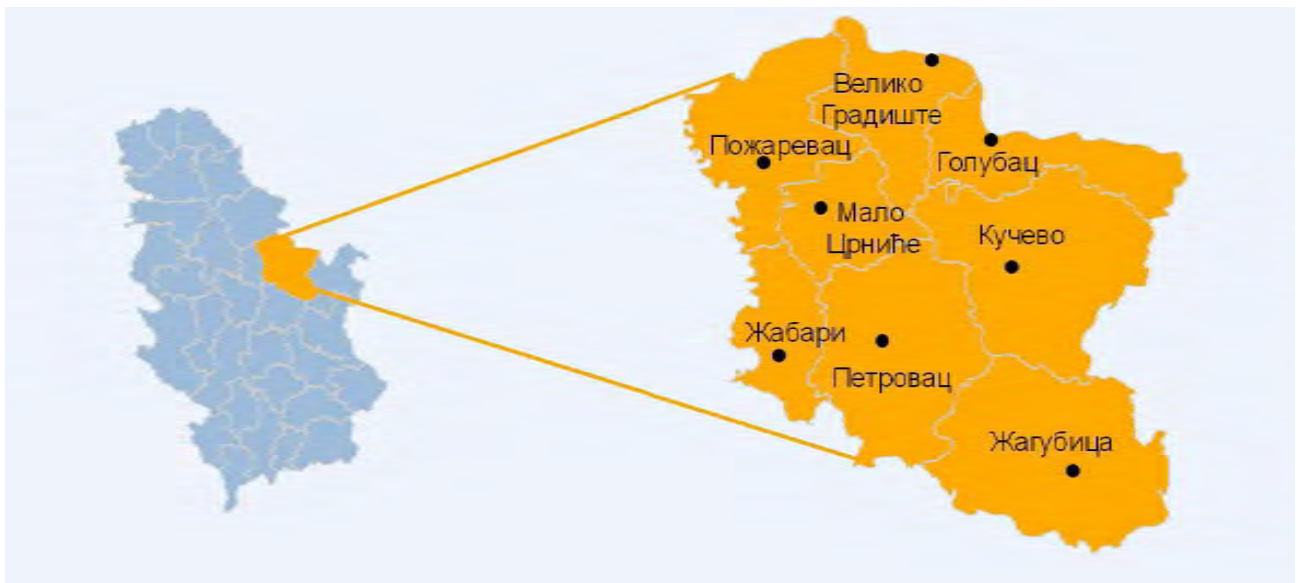 Велико
Градиште
Пожаревац
Голубац
Мало
Црниће
Кучево
Жабари
Петровац
Жагубица